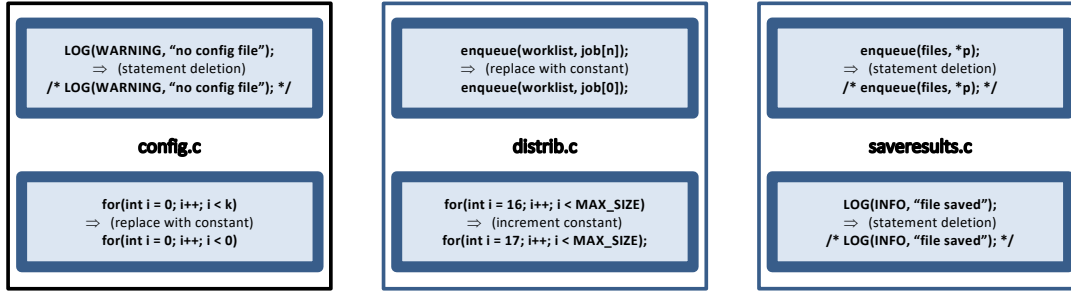 LOG(WARNING, “no config file”);
⇒ (statement deletion)
/* LOG(WARNING, “no config file”); */
config.c
for(int i = 0; i++; i < k)
⇒ (replace with constant)
for(int i = 0; i++; i < 0)
enqueue(worklist, job[n]);
⇒ (replace with constant)
enqueue(worklist, job[0]);
distrib.c
for(int i = 16; i++; i < MAX_SIZE)
⇒ (increment constant)
for(int i = 17; i++; i < MAX_SIZE);
enqueue(files, *p);
⇒ (statement deletion)
/* enqueue(files, *p); */
saveresults.c
LOG(INFO, “file saved”);
⇒ (statement deletion)
/* LOG(INFO, “file saved”); */